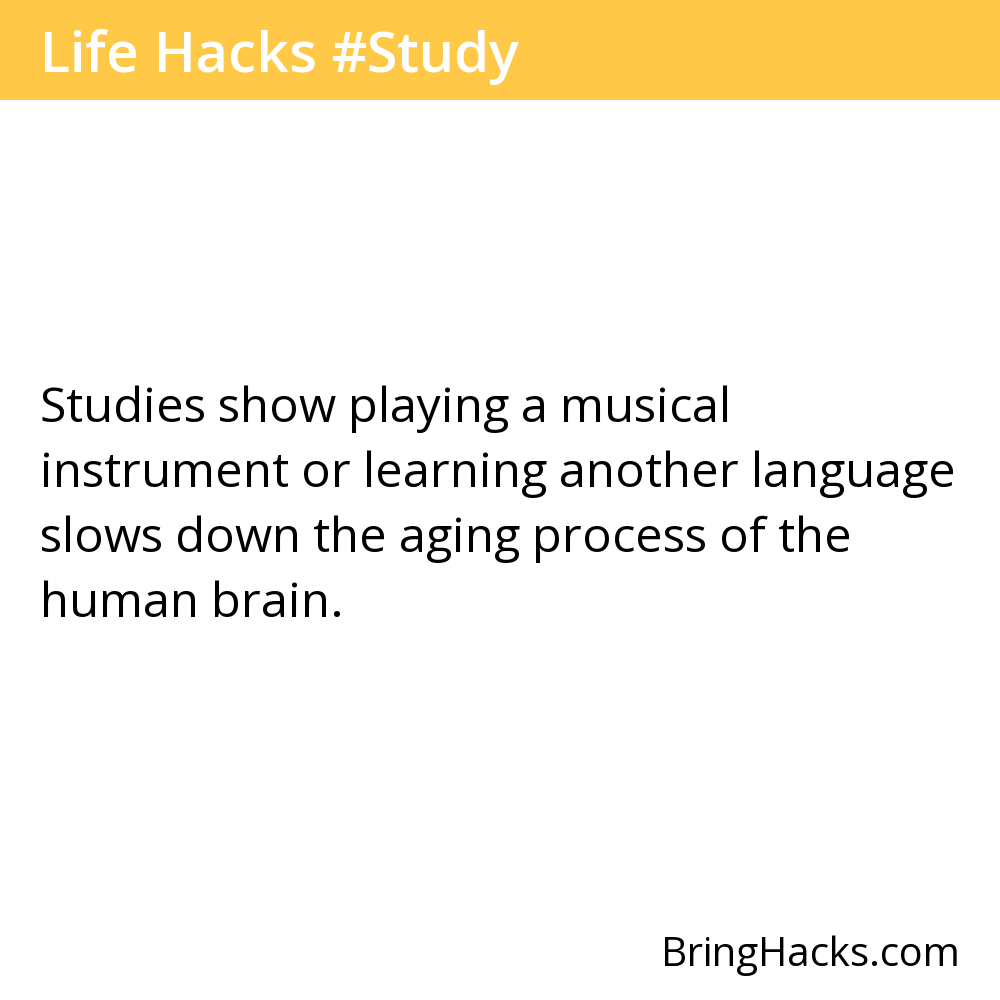 Life Hacks #Study
Studies show playing a musical
instrument or learning another language
slows down the aging process of the
human brain.
BringHacks.com